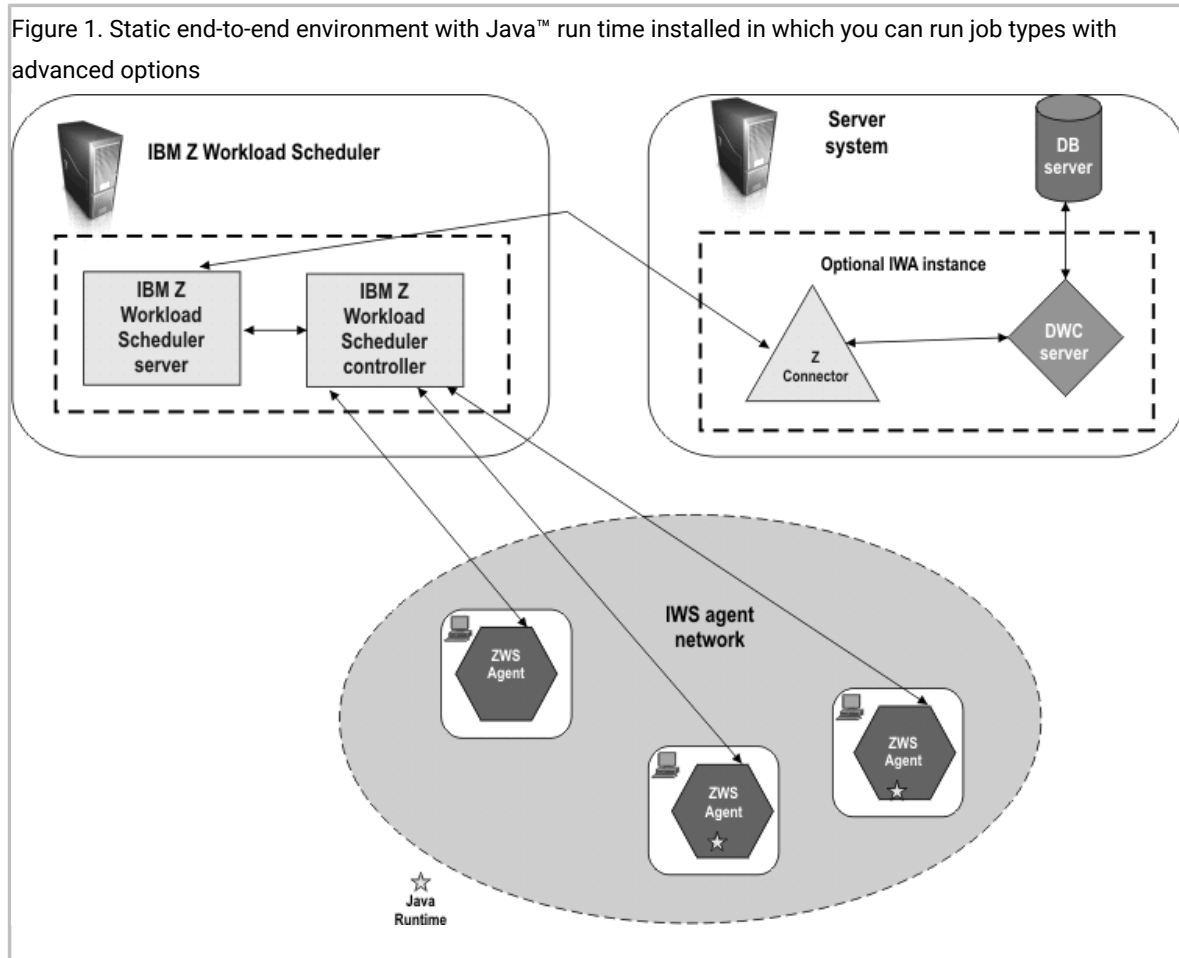 Figure 1. Static end-to-end environment with Java™ run time installed in which you can run job types with
advanced options
IBM Z Workload Scheduler
IBM Z
Workload
Scheduler
server
IBM Z
Workload
Scheduler
controller
Server
system
DB
server
Optional IWA instance
Z
Connector
DWC
server
IWS agent
network
ZWS
Agent
ZWS
Agent
ZWS
Agent
Java
Runtime